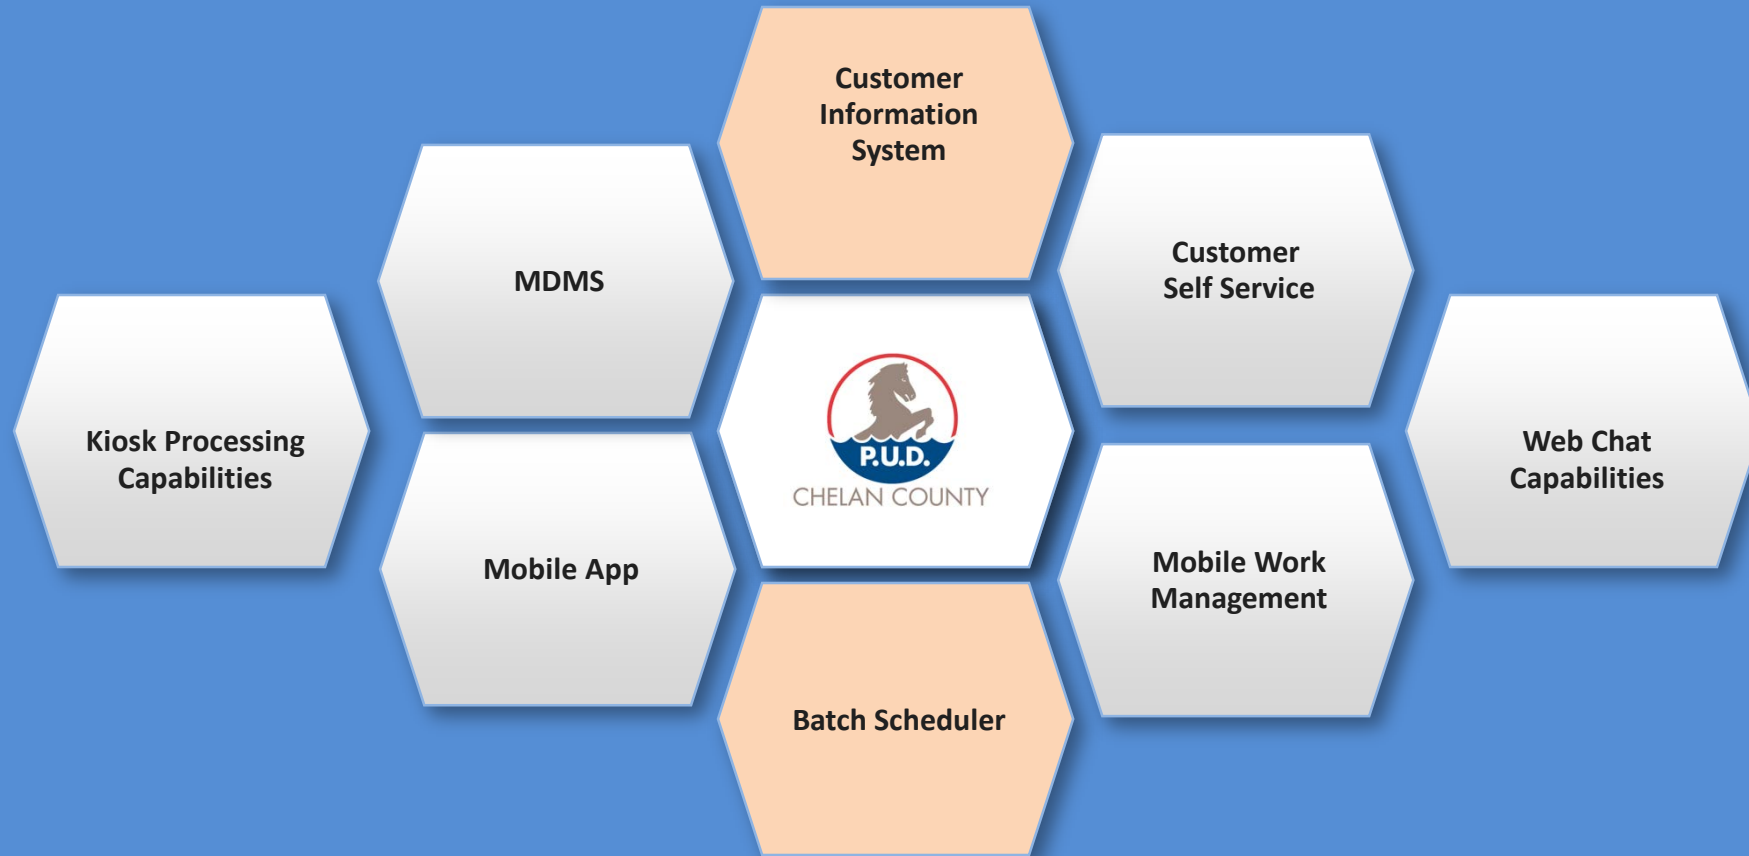 Customer
Information
System
MDMS
Customer
Self Service
Kiosk Processing
Capabilities
P.U.D.
CHELAN COUNTY
Web Chat
Capabilities
Mobile App
Mobile Work
Management
Batch Scheduler